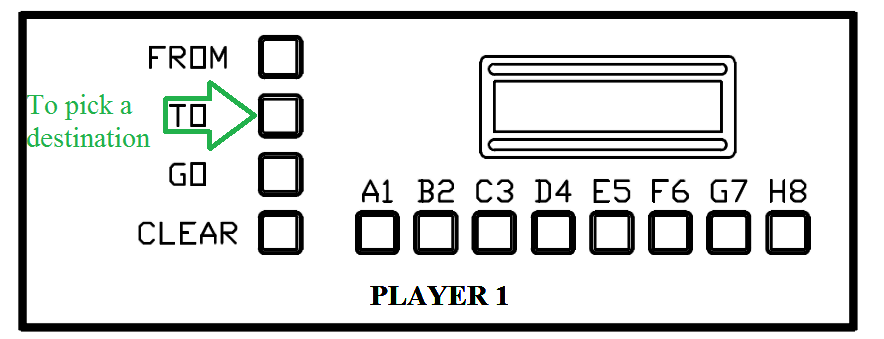 FROM
To pick a
destination
TO
GO
CLEAR
A1 B2 C3 D4 E5 F6 G7 H8
PLAYER 1